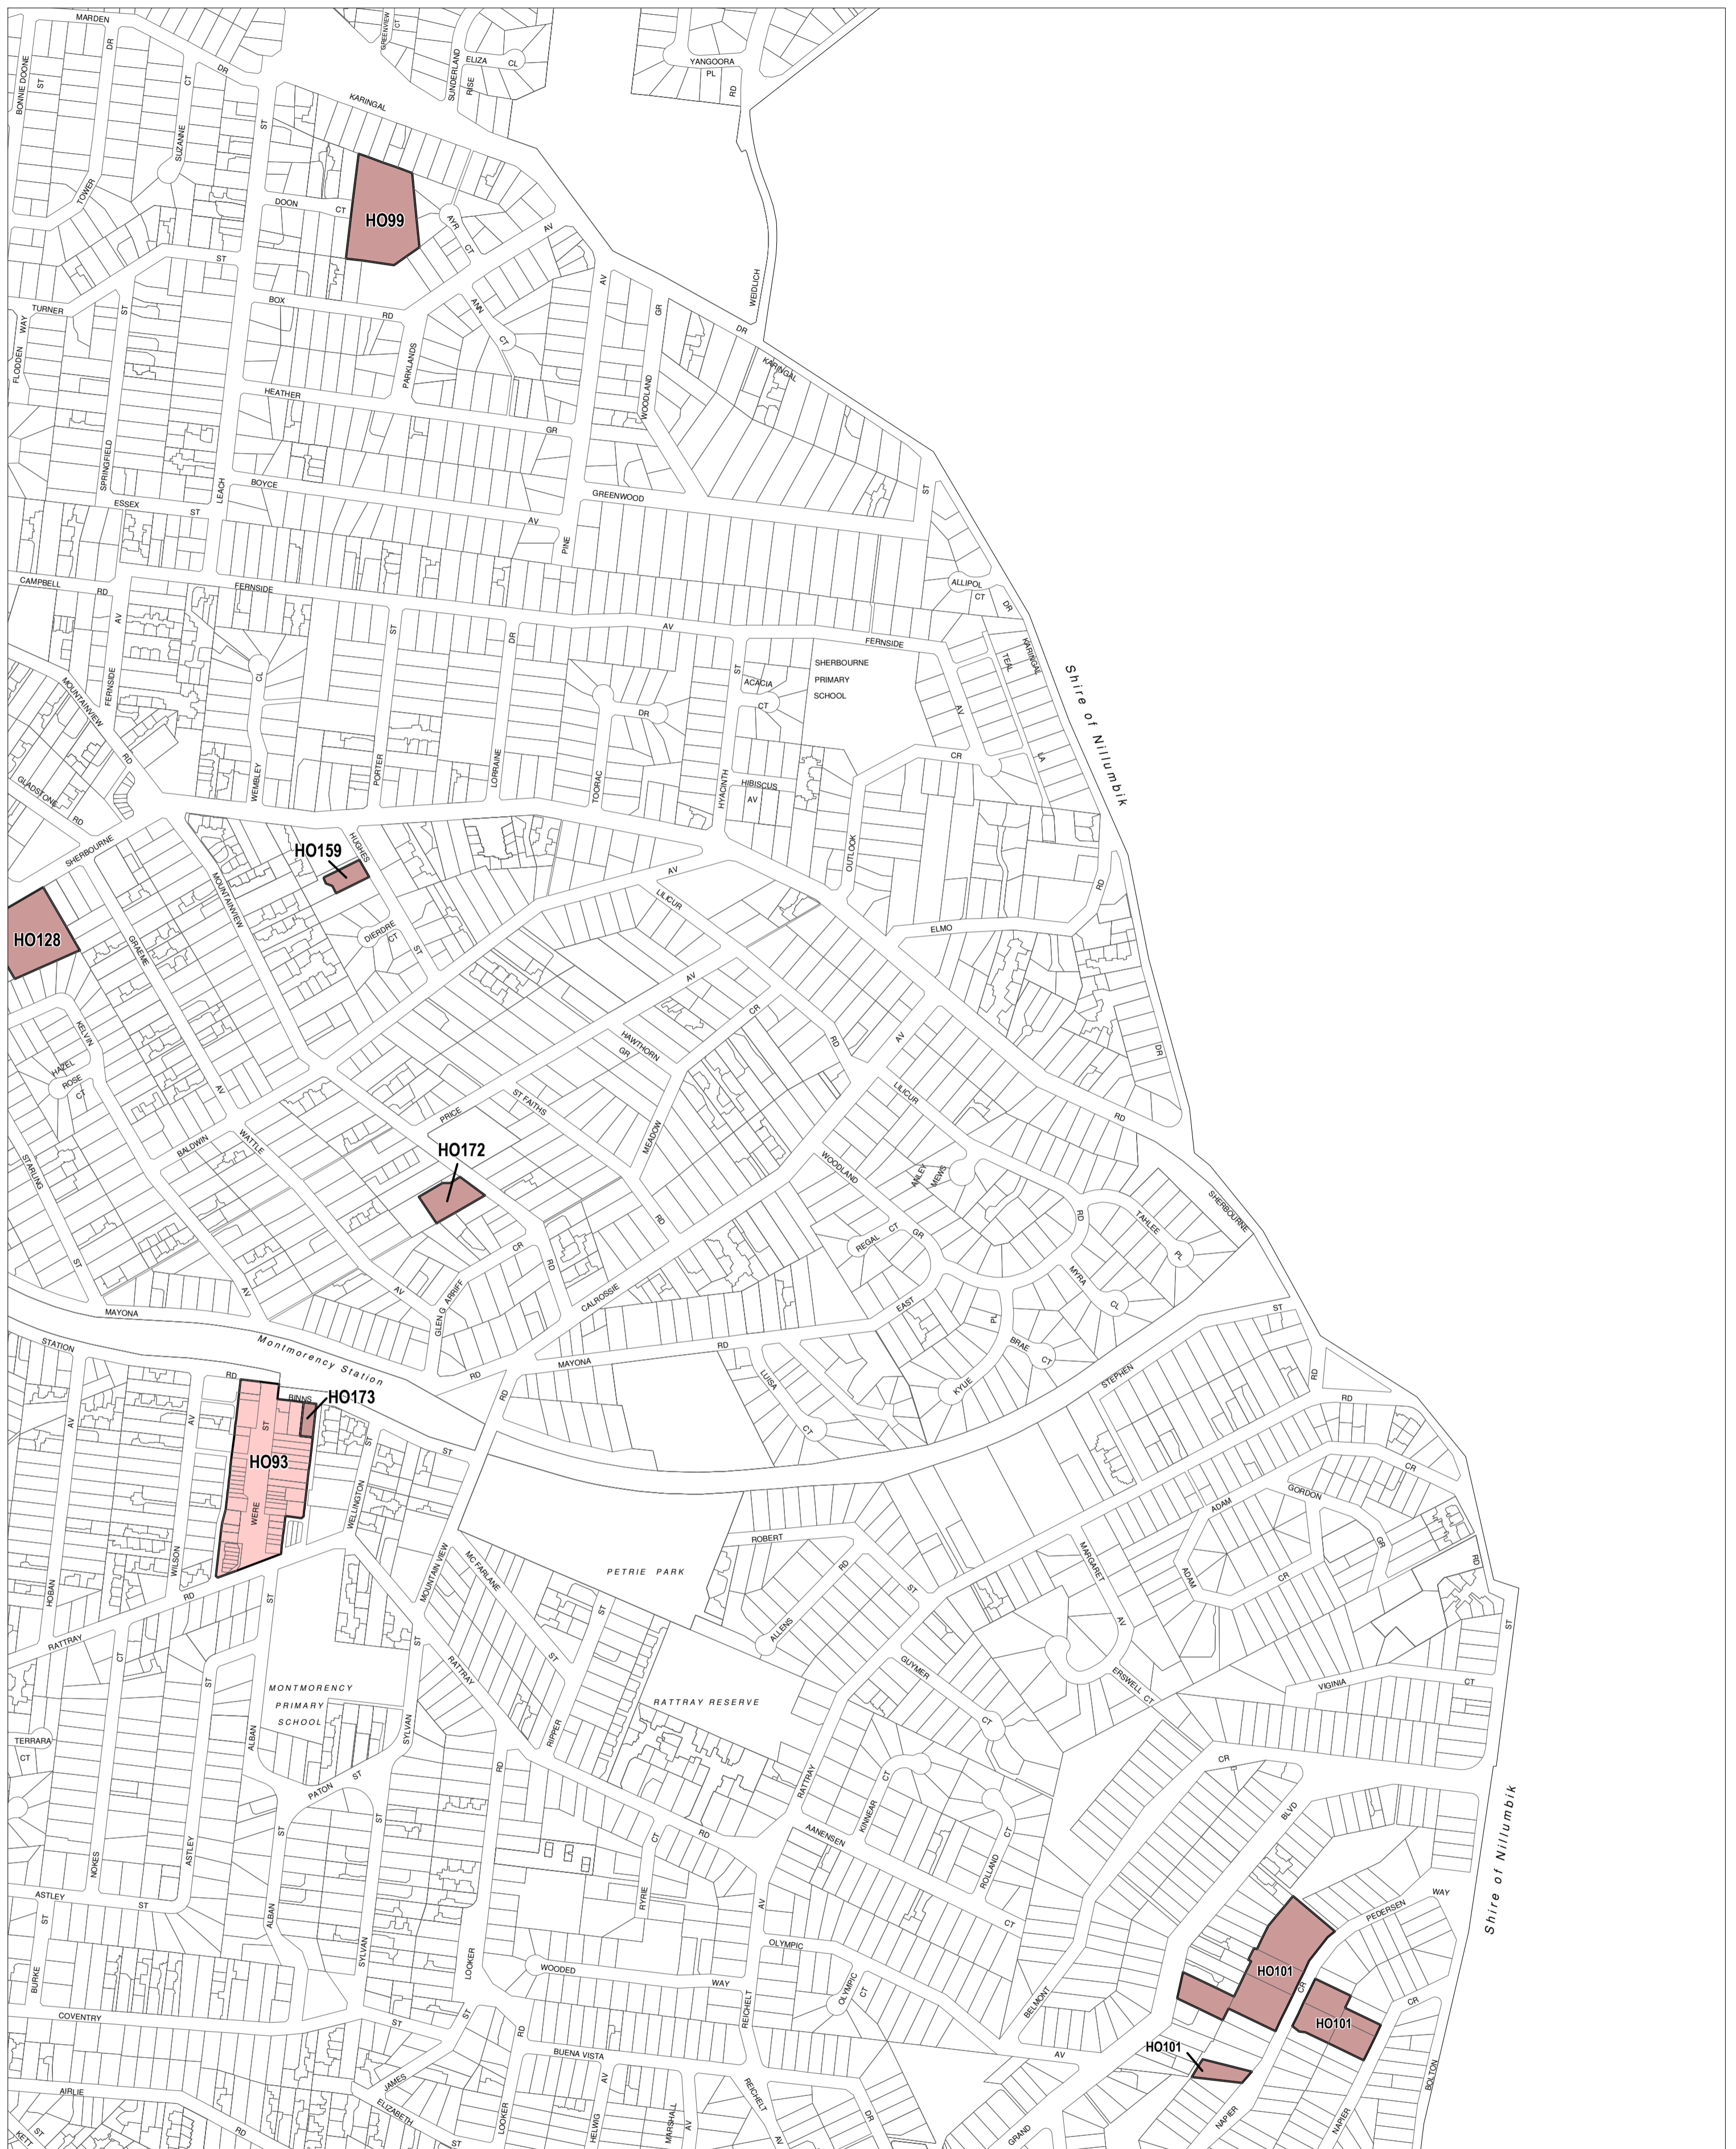 MARDEN
DR
BONNIE DOONE
ST
SUZANNE
CT
DR
TOWER
ST
KARINGAL
GREENVIEW
CT
SUNDERLAND
RISE
ELIZA
CL
YANGOORA
PL
RD
DOON
CT
HO99
AYR
CT
AV
ST
TURNER
ST
WAY
FLODDEN
BOX
RD
ANN
CT
AV
GR
WEIDLICH
DR
KARINGAL
PARKLANDS
WOODLAND
HEATHER
GR
SPRINGFIELD
LEACH
BOYCE
AV
GREENWOOD
ST
ESSEX
ST
PINE
CAMPBELL
RD
FERNSIDE
AV
ALLIPOL
CT
DR
AV
FERNSIDE
ST
DR
FERNSIDE
SHERBOURNE
PRIMARY
SCHOOL
ST
ACACIA
CT
TEAL
KARINGAL
LA
AV
CR
Shire of Nillumbik
MOUNTAINVIEW
RD
CL
DR
GLADSTONE
RD
WEMBLEY
PORTER
LORRAINE
TOORAC
HYACINTH
HIBISCUS
AV
OUTLOOK
SHERBOURNE
HUGHES
HO159
MOUNTAINVIEW
AV
LILICUR
RD
HO128
GRAEME
DIERDRE
CT
ST
ELMO
AV
KELVIN
HAZEL
ROSE
CT
AV
HAWTHORN
GR
CR
RD
AV
DR
LILICUR
RD
ST FAITHS
PRICE
BALDWIN
WATTLE
HO172
MEADOW
STARLING
ST
WOODLAND
ANLEY
MEWS
RD
TAHLEE
PL
SHERBOURNE
REGAL
CT
GR
RD
CR
RD
AV
AV
GLEN GARRIFF
CALROSSIE
MYRA
CL
EAST
PL
BRAE
CT
ST
MAYONA
STATION
Montmorency Station
RD
MAYONA
RD
RD
LUISA
CT
KYLIE
STEPHEN
RD
RD
RD
BINNS
HO173
AV
AV
ST
ST
ST
HO93
WERE
WELLINGTON
CR
GORDON
GR
ADAM
ROBERT
RD
ST
MARGARET
ADAM
CR
RD
ST
HOBAN
WILSON
RD
MOUNTAIN VIEW
MC FARLANE
PETRIE PARK
ST
ALLENS
AV
ST
RATTRAY
CT
ST
ST
RATTRAY
ST
GUYMER
ERSWELL CT
VIGINIA
CT
MONTMORENCY
PRIMARY
SCHOOL
RATTRAY RESERVE
CT
TERRARA
CT
ALBAN
SYLVAN
RIPPER
RD
RATTRAY
CT
KINNEAR
CR
BLVD
PATON
ST
ST
ST
CT
RD
AANENSEN
CT
ROLLAND
Shire of Nillumbik
NOKES
ASTLEY
ASTLEY
ST
ST
ALBAN
RYRIE
AV
CT
PEDERSEN
WAY
SYLVAN
LOOKER
OLYMPIC
WOODED
WAY
OLYMPIC
CT
BURKE
REICHELT
BELMONT
HO101
CR
HO101
CR
COVENTRY
ST
ST
RD
BUENA VISTA
AV
HO101
AV
BOLTON
AIRLIE
JAMES
ELIZABETH
RD
ST
LOOKER
HELWIG
MARSHALL
AV
REICHELT
AV
DR
GRAND
NAPIER
NAPIER
KETT
ST